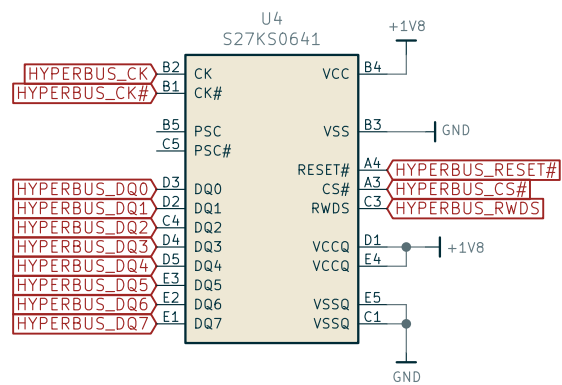 U4
S27KS0641
+1V8
HYPERBUS_CK B2 CK VCC B4
HYPERBUS_CK# B1 CK#
B5 PSC VSS B3 GND
C5 PSC#
RESET# A4 HYPERBUS_RESET#
HYPERBUS_DQ0 D3 DQ0 CS# A3 HYPERBUS_CS#
HYPERBUS_DQ1 D2 DQ1 RWDS C3 HYPERBUS_RWDS
HYPERBUS_DQ2 C4 DQ2
HYPERBUS_DQ3 D4 DQ3 VCCQ D1 +1V8
HYPERBUS_DQ4 D5 DQ4 VCCQ E4
HYPERBUS_DQ5 E3 DQ5
HYPERBUS_DQ6 E2 DQ6 VSSQ E5
HYPERBUS_DQ7 E1 DQ7 VSSQ C1
GND